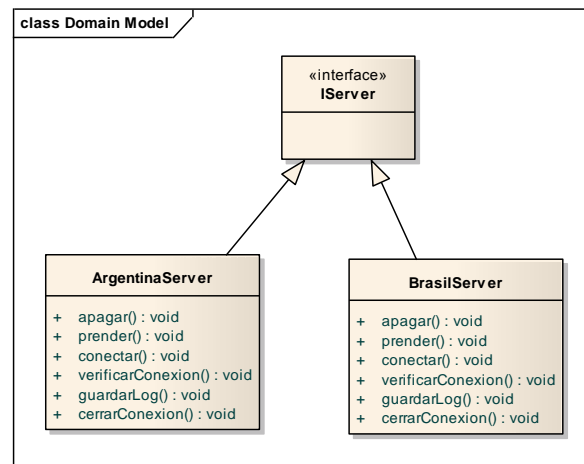 class Domain Model
«interface»
IServer
ArgentinaServer
+ apagar() : void
+ prender() : void
+ conectar() : void
+ verificarConexion() : void
+ guardarLog() : void
+ cerrarConexion() : void
BrasilServer
+ apagar() : void
+ prender() : void
+ conectar() : void
+ verificarConexion() : void
+ guardarLog() : void
+ cerrarConexion() : void